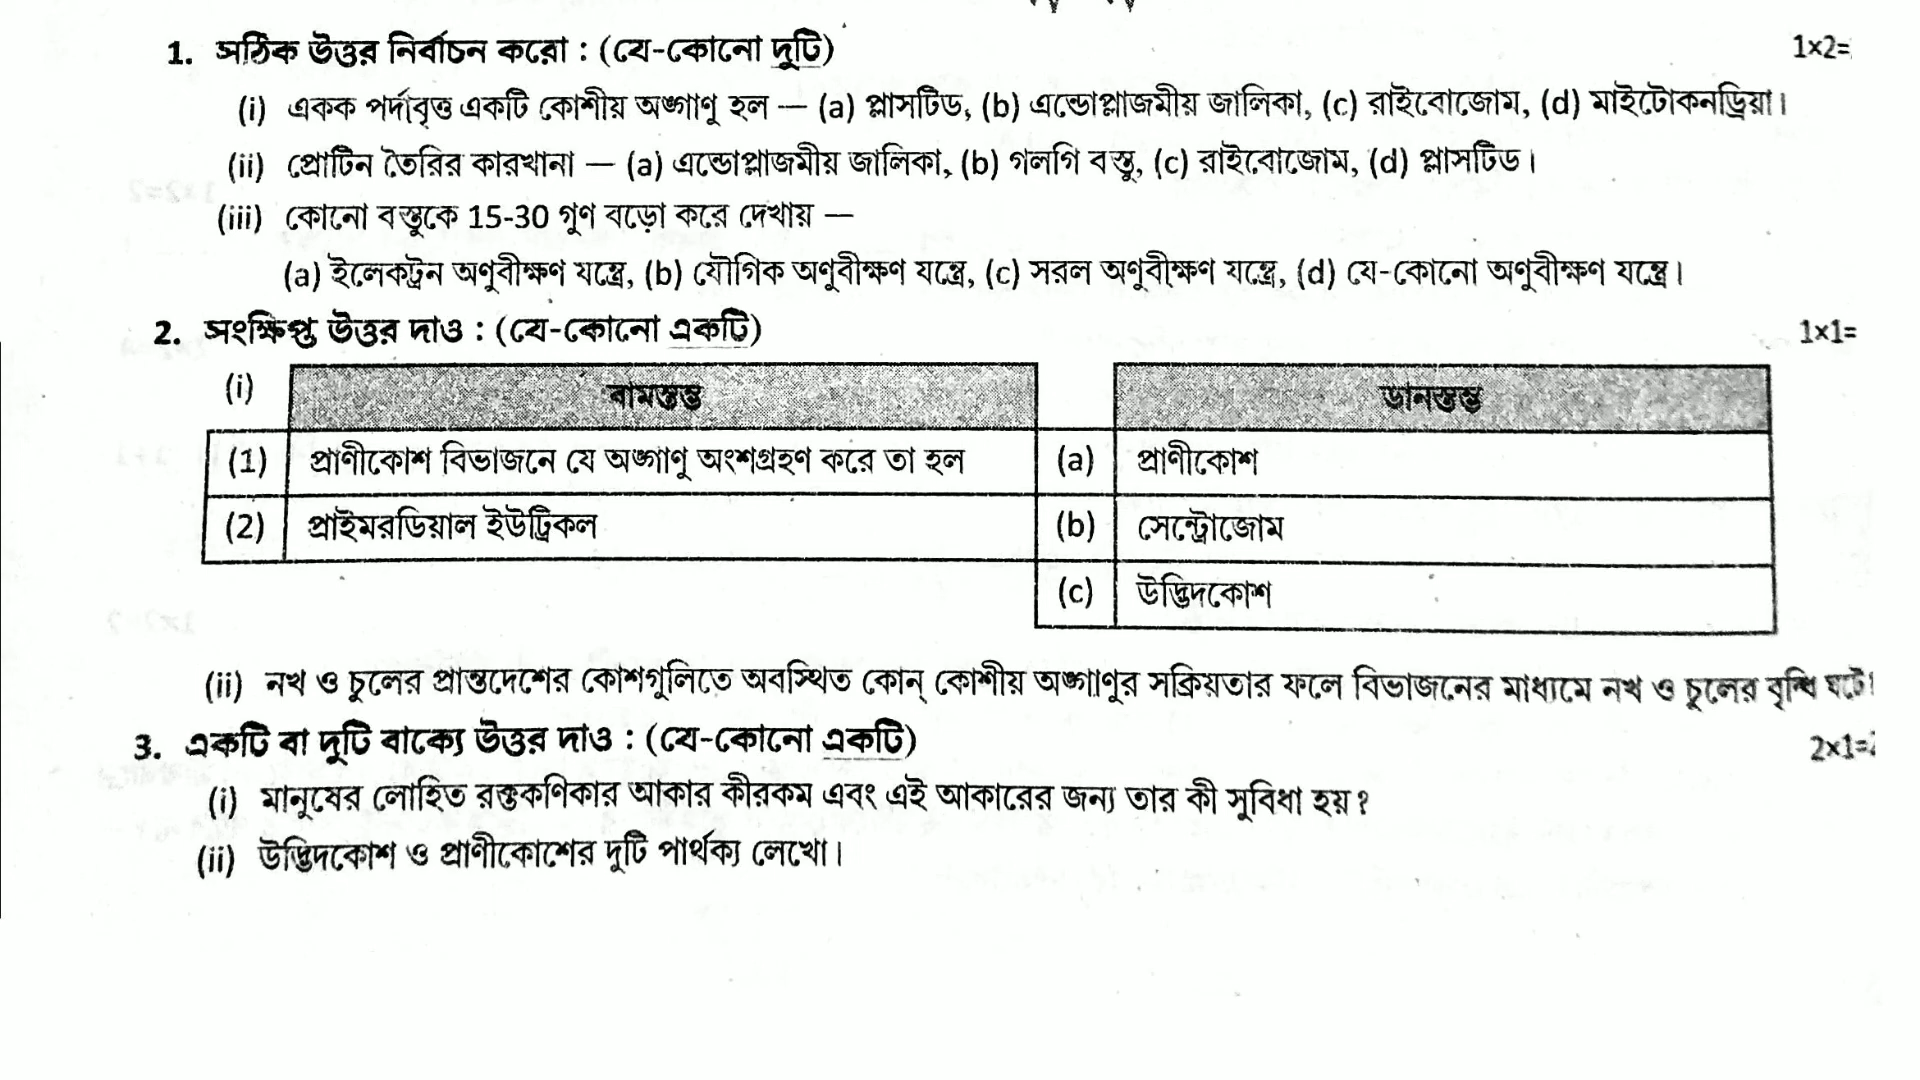 1. সঠিক উত্তর নির্বাচন করো : (যে-কোনো দুটি) 1×2=
(i) একক পর্দাবৃত্ত একটি কোশীয় অঙ্গাণু হল — (a) প্লাসটিড, (b) এন্ডোপ্লাজমীয় জালিকা, (c) রাইবোজোম, (d) মাইটোকনড্রিয়া।
(ii) প্রোটিন তৈরির কারখানা — (a) এন্ডোপ্লাজমীয় জালিকা, (b) গলগি বস্তু, (c) রাইবোজোম, (d) প্লাসটিড।
(iii) কোনো বস্তুকে 15-30 গুণ বড়ো করে দেখায় —
(a) ইলেকট্রন অণুবীক্ষণ যন্ত্রে, (b) যৌগিক অণুবীক্ষণ যন্ত্রে, (c) সরল অণুবীক্ষণ যন্ত্রে, (d) যে-কোনো অণুবীক্ষণ যন্ত্রে।
2. সংক্ষিপ্ত উত্তর দাও : (যে-কোনো একটি) 1×1=
(i) বামস্তম্ভ ডানস্তম্ভ
(1) প্রাণীকোশ বিভাজনে যে অঙ্গাণু অংশগ্রহণ করে তা হল (a) প্রাণীকোশ
(2) প্রাইমরডিয়াল ইউট্রিকল (b) সেন্ট্রোজোম
(c) উদ্ভিদকোশ
(ii) নখ ও চুলের প্রান্তদেশের কোশগুলিতে অবস্থিত কোন্ কোশীয় অঙ্গাণুর সক্রিয়তার ফলে বিভাজনের মাধ্যমে নখ ও চুলের বৃদ্ধি ঘটে।
3. একটি বা দুটি বাক্যে উত্তর দাও : (যে-কোনো একটি) 2×1=2
(i) মানুষের লোহিত রক্তকণিকার আকার কীরকম এবং এই আকারের জন্য তার কী সুবিধা হয়?
(ii) উদ্ভিদকোশ ও প্রাণীকোশের দুটি পার্থক্য লেখো।